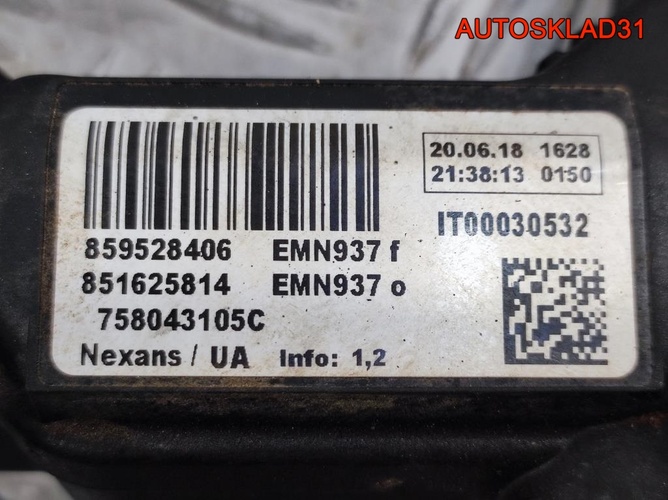 AUTOSKLAD31
20.06.18 1628
21:38:13 0150
IT00030532
859528406 EMN937 f
851625814 EMN937 o
758043105C
Nexans / UA Info: 1,2